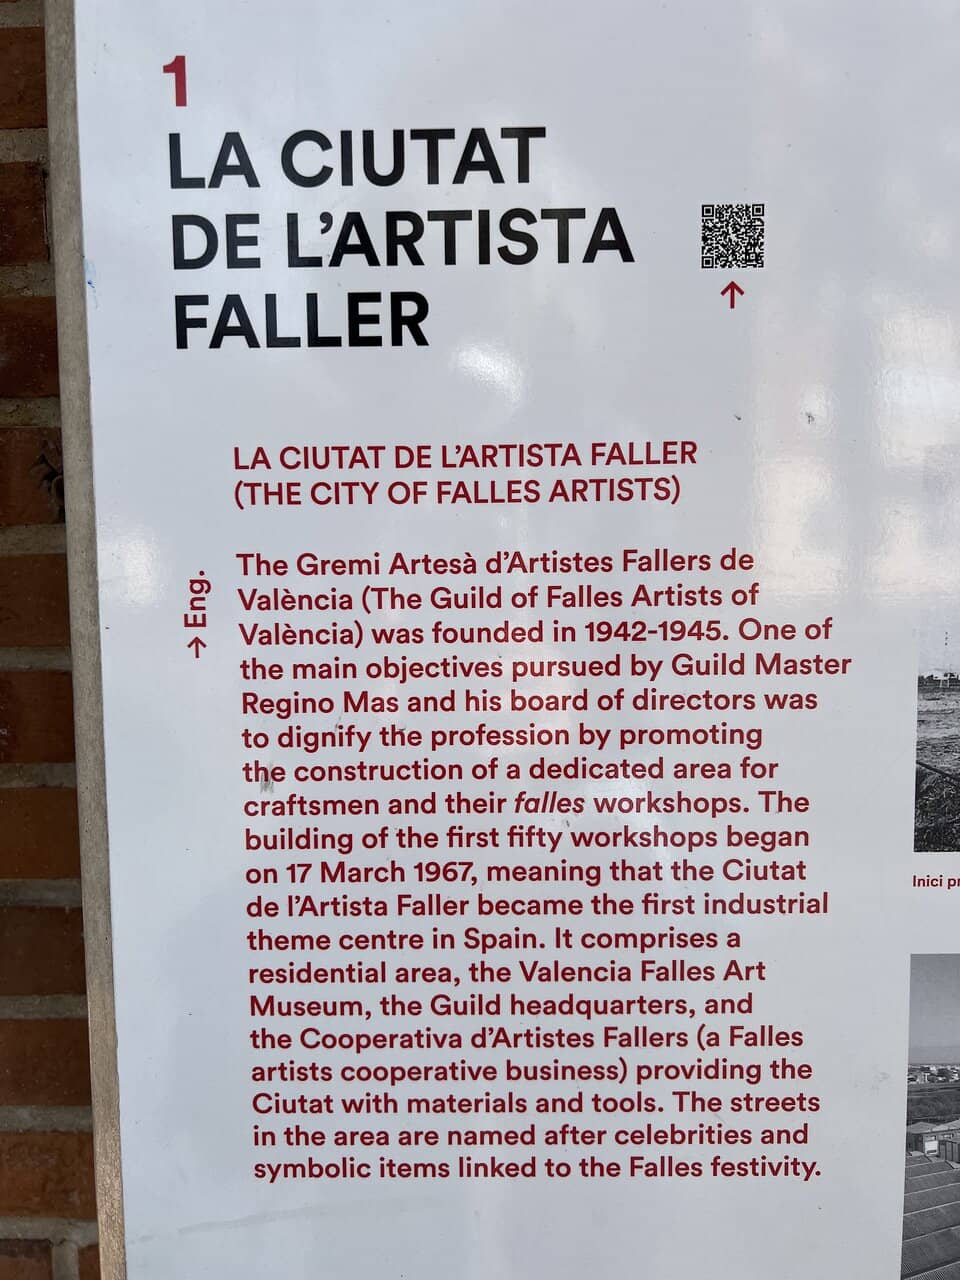 1
LA CIUTAT
DE L'ARTISTA
FALLER
LA CIUTAT DE L'ARTISTA FALLER
(THE CITY OF FALLES ARTISTS)
→ Eng.
The Gremi Artesà d'Artistes Fallers de
València (The Guild of Falles Artists of
València) was founded in 1942-1945. One of
the main objectives pursued by Guild Master
Regino Mas and his board of directors was
to dignify the profession by promoting
the construction of a dedicated area for
craftsmen and their falles workshops. The
building of the first fifty workshops began
on 17 March 1967, meaning that the Ciutat
de l'Artista Faller became the first industrial
theme centre in Spain. It comprises a
residential area, the Valencia Falles Art
Museum, the Guild headquarters, and
the Cooperativa d'Artistes Fallers (a Falles
artists cooperative business) providing the
Ciutat with materials and tools. The streets
in the area are named after celebrities and
symbolic items linked to the Falles festivity.
Inici